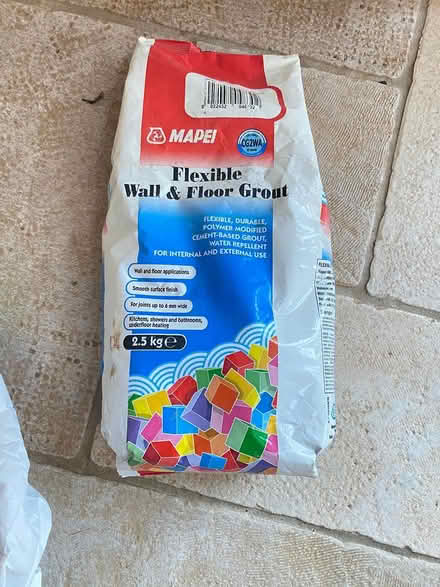 MAPEI
CG2WA
Flexible
Wall & Floor Grout
FLEXIBLE, DURABLE,
POLYMER MODIFIED
CEMENT-BASED GROUT,
WATER REPELLENT
FOR INTERNAL AND EXTERNAL USE
Wall and floor applications
Smooth surface finish
For joints up to 6 mm wide
Kitchens, showers and bathrooms,
underfloor heating
2.5 kg e